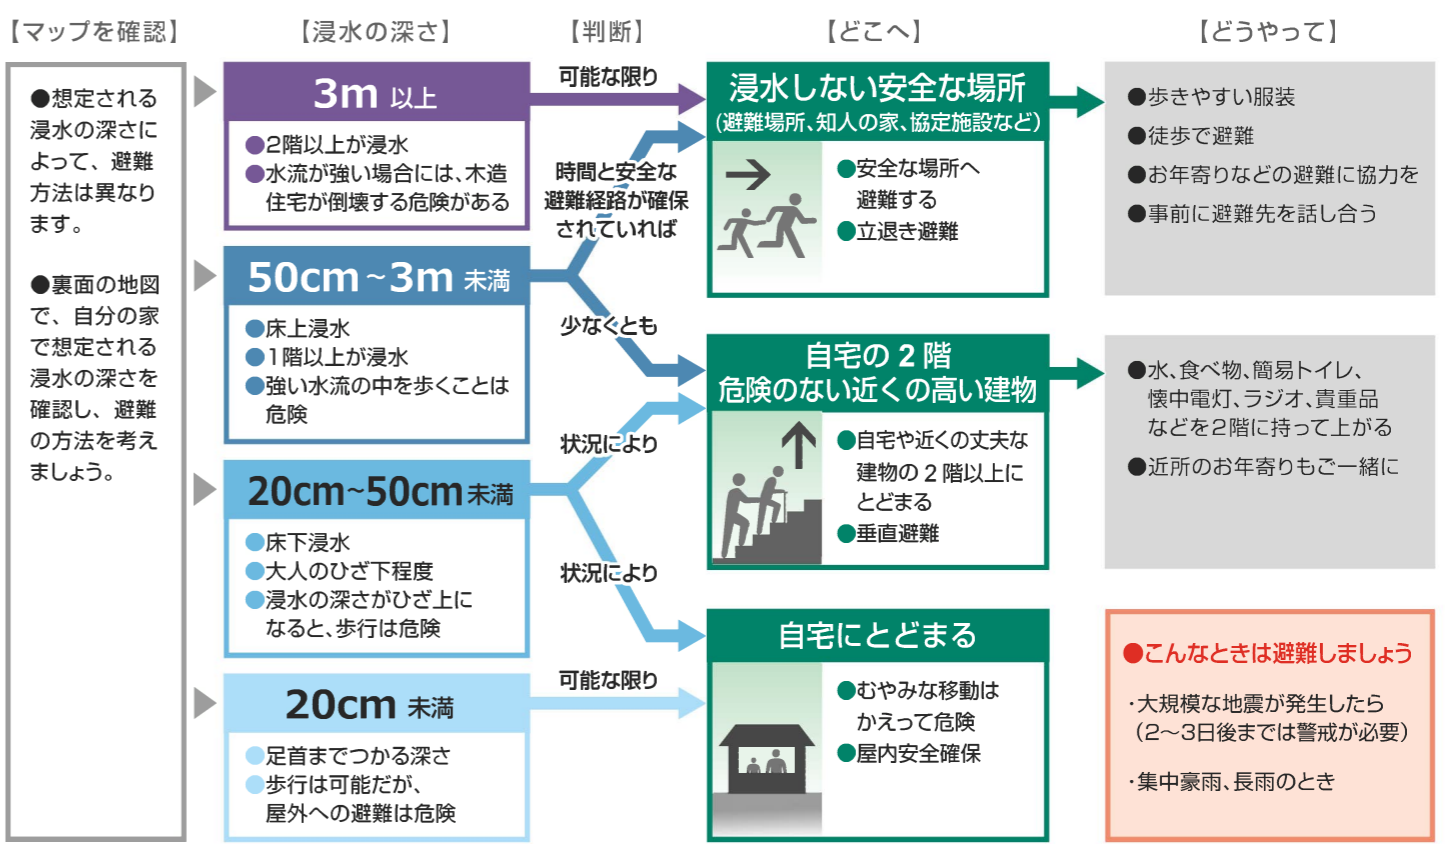 【マップを確認】
●想定される
浸水の深さに
よって、避難
方法は異なり
ます。
●裏面の地図
で、自分の家
で想定される
浸水の深さを
確認し、避難
の方法を考え
ましょう。
【浸水の深さ】
3m 以上
●2階以上が浸水
●水流が強い場合には、木造
住宅が倒壊する危険がある
50cm～3m 未満
●床上浸水
●1階以上が浸水
●強い水流の中を歩くことは
危険
20cm～50cm未満
●床下浸水
●大人のひざ下程度
●浸水の深さがひざ上に
なると、歩行は危険
20cm 未満
●足首までつかる深さ
●歩行は可能だが、
屋外への避難は危険
【判断】
可能な限り
時間と安全な
避難経路が確保
されていれば
少なくとも
状況により
状況により
可能な限り
【どこへ】
浸水しない安全な場所
(避難場所、知人の家、協定施設など)
●安全な場所へ
避難する
●立退き避難
自宅の 2 階
危険のない近くの高い建物
●自宅や近くの丈夫な
建物の 2 階以上に
とどまる
●垂直避難
自宅にとどまる
●むやみな移動は
かえって危険
●屋内安全確保
【どうやって】
●歩きやすい服装
●徒歩で避難
●お年寄りなどの避難に協力を
●事前に避難先を話し合う
●水、食べ物、簡易トイレ、
懐中電灯、ラジオ、貴重品
などを2階に持って上がる
●近所のお年寄りもご一緒に
●こんなときは避難しましょう
・大規模な地震が発生したら
（2～3日後までは警戒が必要）
・集中豪雨、長雨のとき